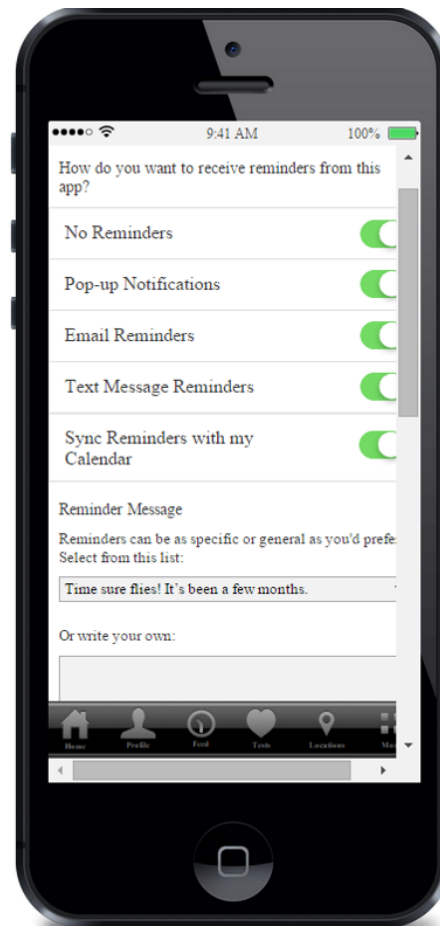 9:41 AM 100%
How do you want to receive reminders from this
app?
No Reminders
Pop-up Notifications
Email Reminders
Text Message Reminders
Sync Reminders with my
Calendar
Reminder Message
Reminders can be as specific or general as you'd prefe
Select from this list:
Time sure flies! It's been a few months.
Or write your own:
Home Profile Feed Tests Locations